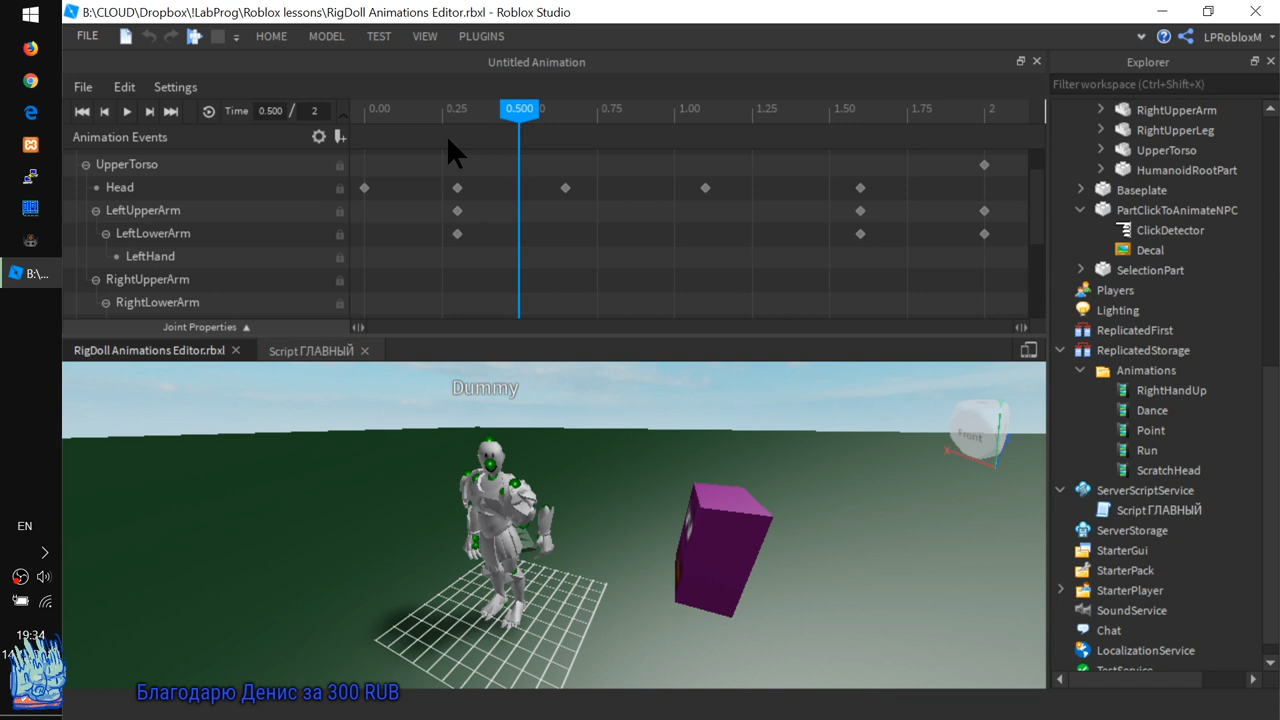 B:\CLOUD\Dropbox\!LabProg\Roblox lessons\RigDoll Animations Editor.rbxl - Roblox Studio
FILE HOME MODEL TEST VIEW PLUGINS LPRobloxM
Untitled Animation
Explorer
File Edit Settings
Filter workspace (Ctrl+Shift+X)
Time 0.500 / 2
0.00 0.25 0.500 0.75 1.00 1.25 1.50 1.75 2
Animation Events
UpperTorso
Head
LeftUpperArm
LeftLowerArm
LeftHand
RightUpperArm
RightLowerArm
Joint Properties
RightUpperArm
RightUpperLeg
UpperTorso
HumanoidRootPart
Baseplate
PartClickToAnimateNPC
ClickDetector
Decal
SelectionPart
Players
Lighting
ReplicatedFirst
ReplicatedStorage
Animations
RightHandUp
Dance
Point
Run
ScratchHead
ServerScriptService
Script ГЛАВНЫЙ
ServerStorage
StarterGui
StarterPack
StarterPlayer
SoundService
Chat
LocalizationService
TestService
RigDoll Animations Editor.rbxl
Script ГЛАВНЫЙ
Dummy
Front
X
B:\...
EN
19:34
Благодарю Денис за 300 RUB